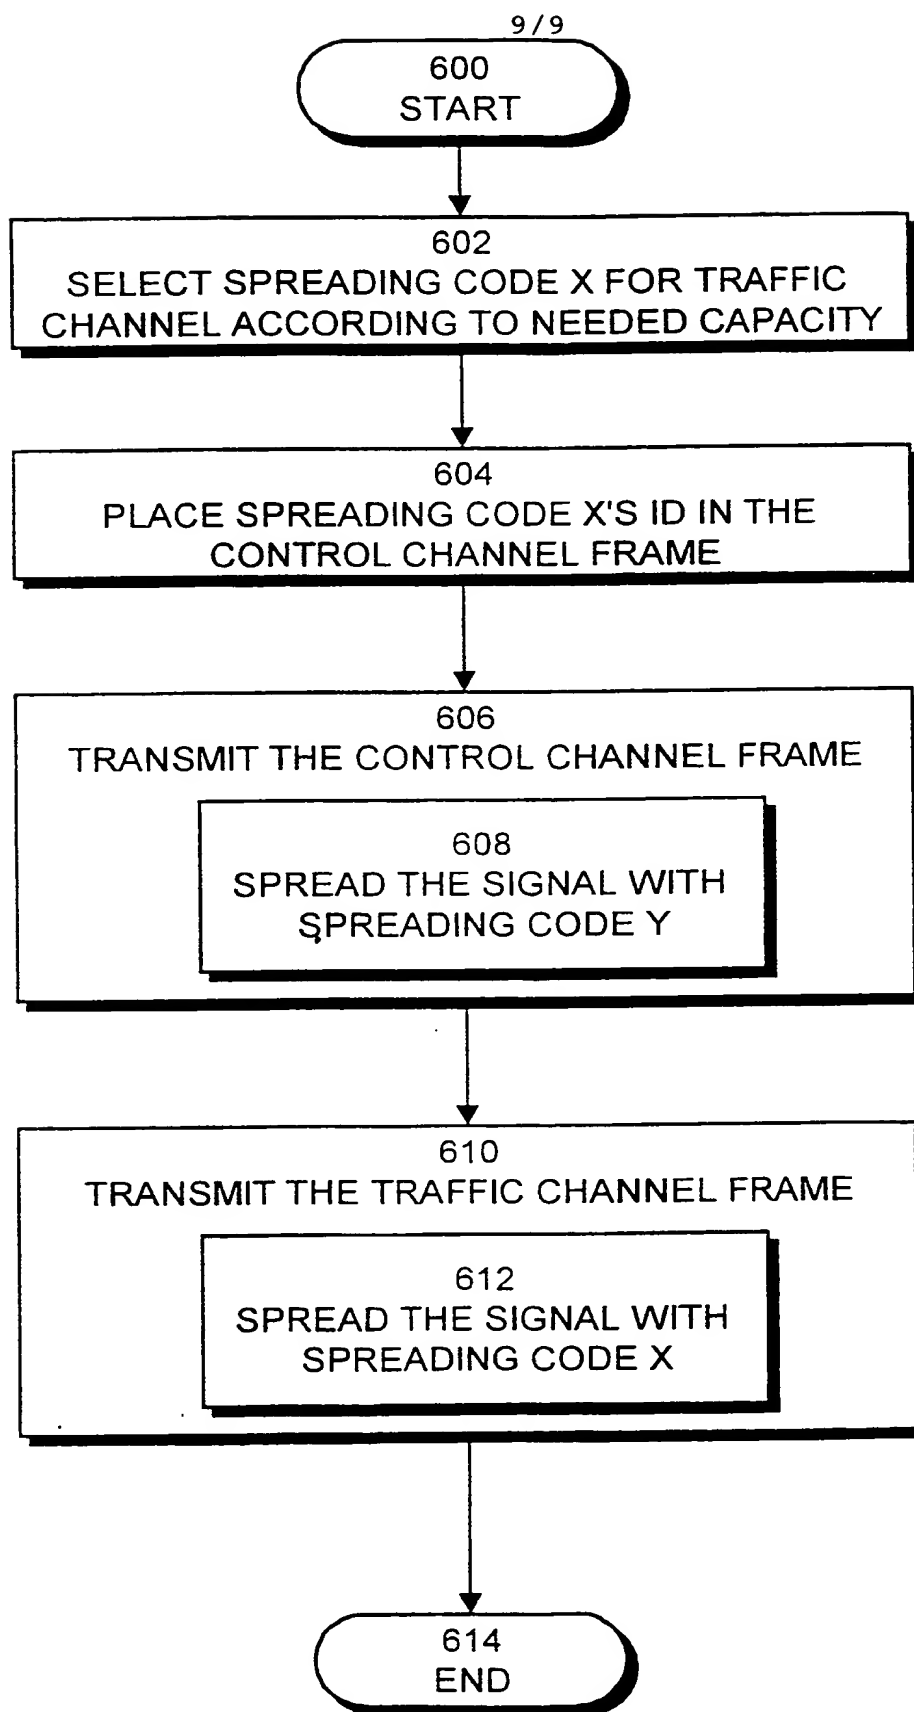 9/9
600
START
602
SELECT SPREADING CODE X FOR TRAFFIC
CHANNEL ACCORDING TO NEEDED CAPACITY
604
PLACE SPREADING CODE X'S ID IN THE
CONTROL CHANNEL FRAME
606
TRANSMIT THE CONTROL CHANNEL FRAME
608
SPREAD THE SIGNAL WITH
SPREADING CODE Y
610
TRANSMIT THE TRAFFIC CHANNEL FRAME
612
SPREAD THE SIGNAL WITH
SPREADING CODE X
614
END